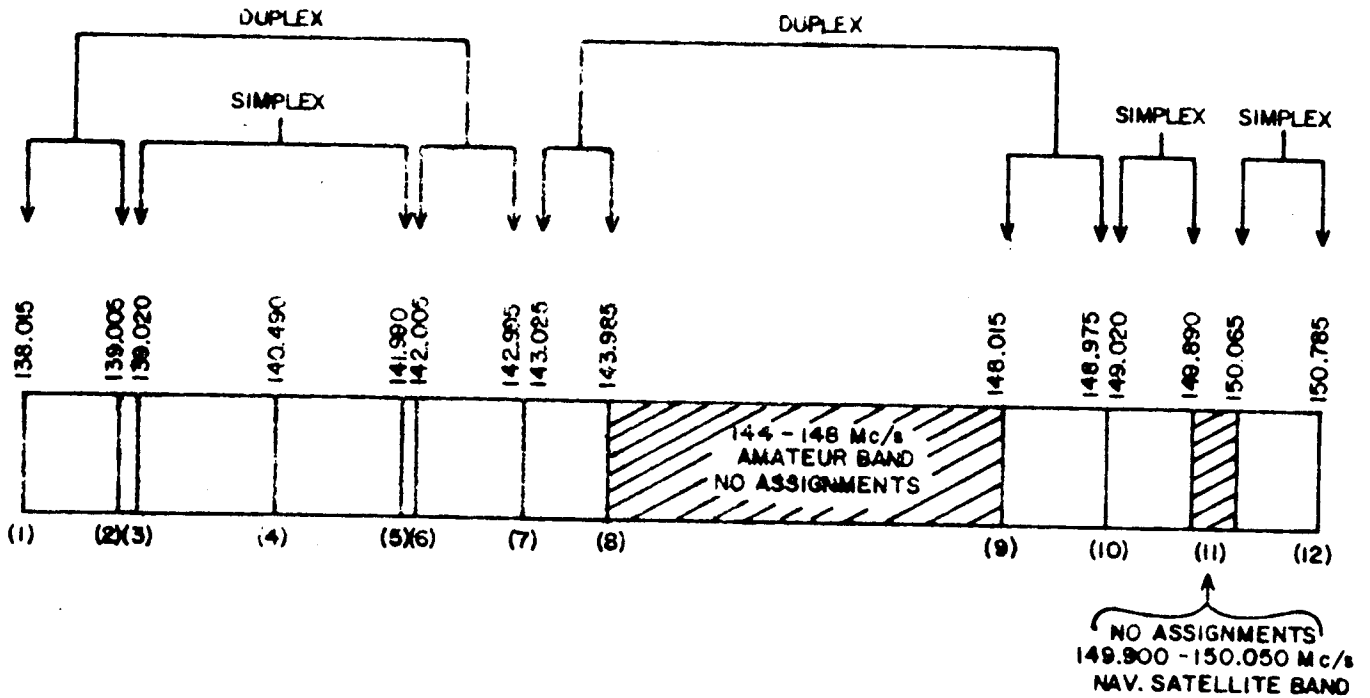 DUPLEX
DUPLEX
SIMPLEX
SIMPLEX
SIMPLEX
138.015
139.005
139.020
140.490
141.990
142.005
142.985
143.025
143.985
148.015
148.975
149.020
149.890
150.065
150.785
144 - 148 Mc/s
AMATEUR BAND
NO ASSIGNMENTS
(1) (2)(3) (4) (5)(6) (7) (8) (9) (10) (11) (12)
NO ASSIGNMENTS
149.900 - 150.050 Mc/s
NAV. SATELLITE BAND